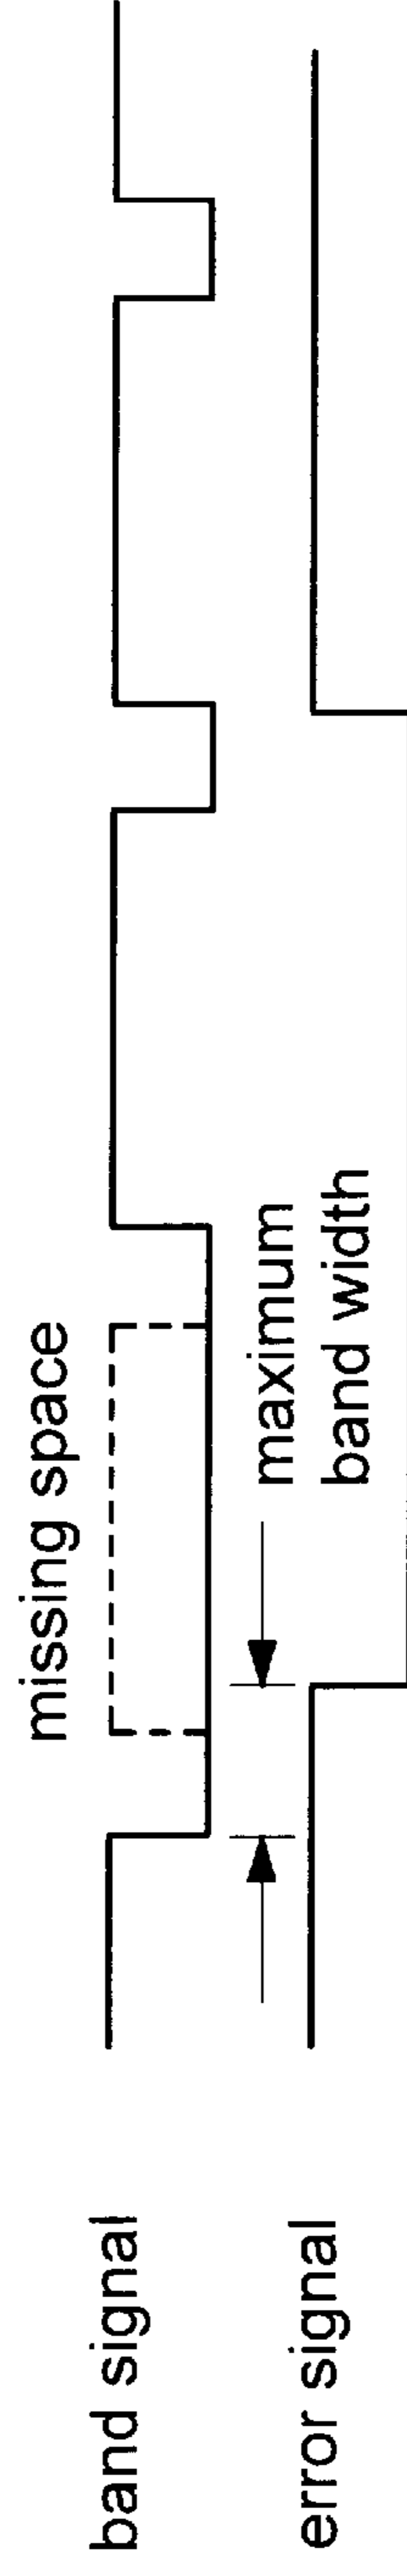 missing space
band signal
maximum
band width
error signal